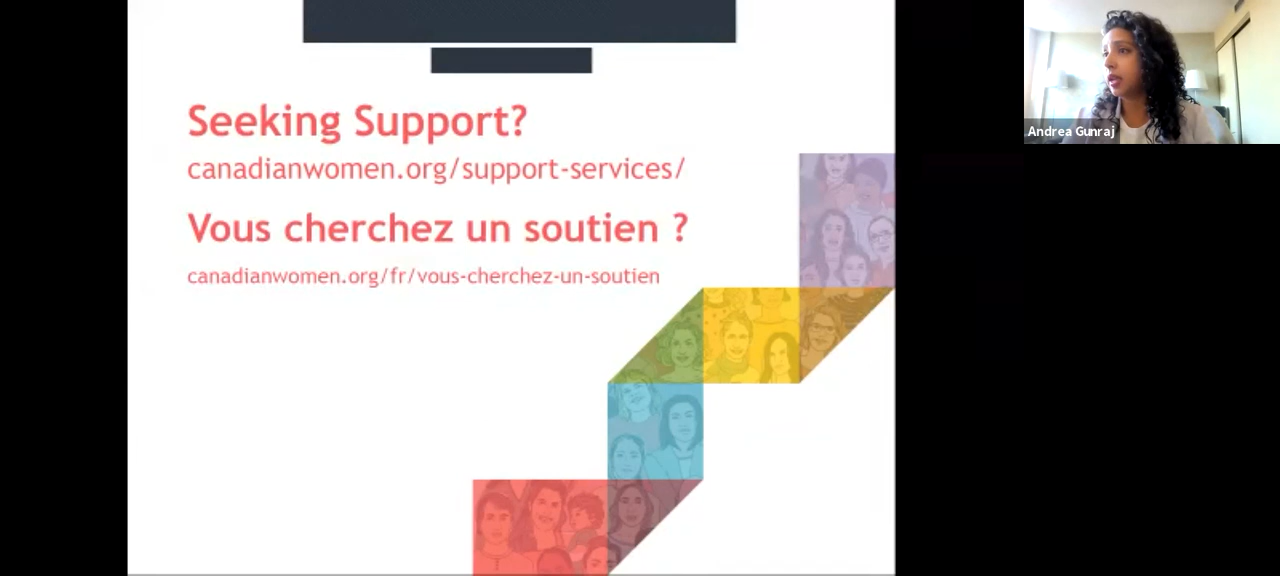 Seeking Support?
canadianwomen.org/support-services/
Vous cherchez un soutien ?
canadianwomen.org/fr/vous-cherchez-un-soutien
Andrea Gunraj